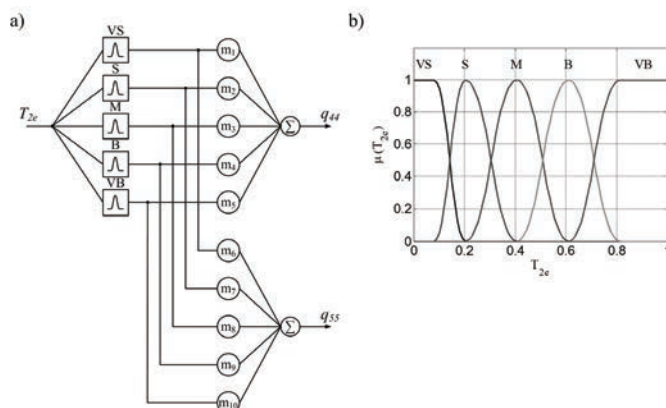 a)
VS
S
M
B
VB
T2e
m1
m2
m3
m4
m5
Σ
q44
m6
m7
m8
m9
m10
Σ
q55
b)
VS S M B VB
1
0.8
0.6
0.4
0.2
0
μ(T2e)
0 0.2 0.4 0.6 0.8
T2e